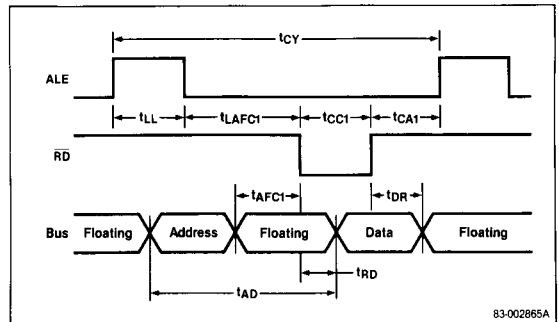 tCY
ALE
tLL tLAFC1 tCC1 tCA1
RD
tAFC1 tDR
Bus Floating Address Floating Data Floating
tRD
tAD
83-002865A